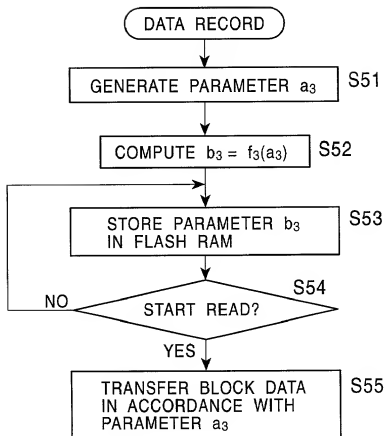 DATA RECORD
GENERATE PARAMETER a₃
S51
COMPUTE b₃ = f₃(a₃)
S52
STORE PARAMETER b₃
IN FLASH RAM
S53
START READ?
S54
NO
YES
TRANSFER BLOCK DATA
IN ACCORDANCE WITH
PARAMETER a₃
S55